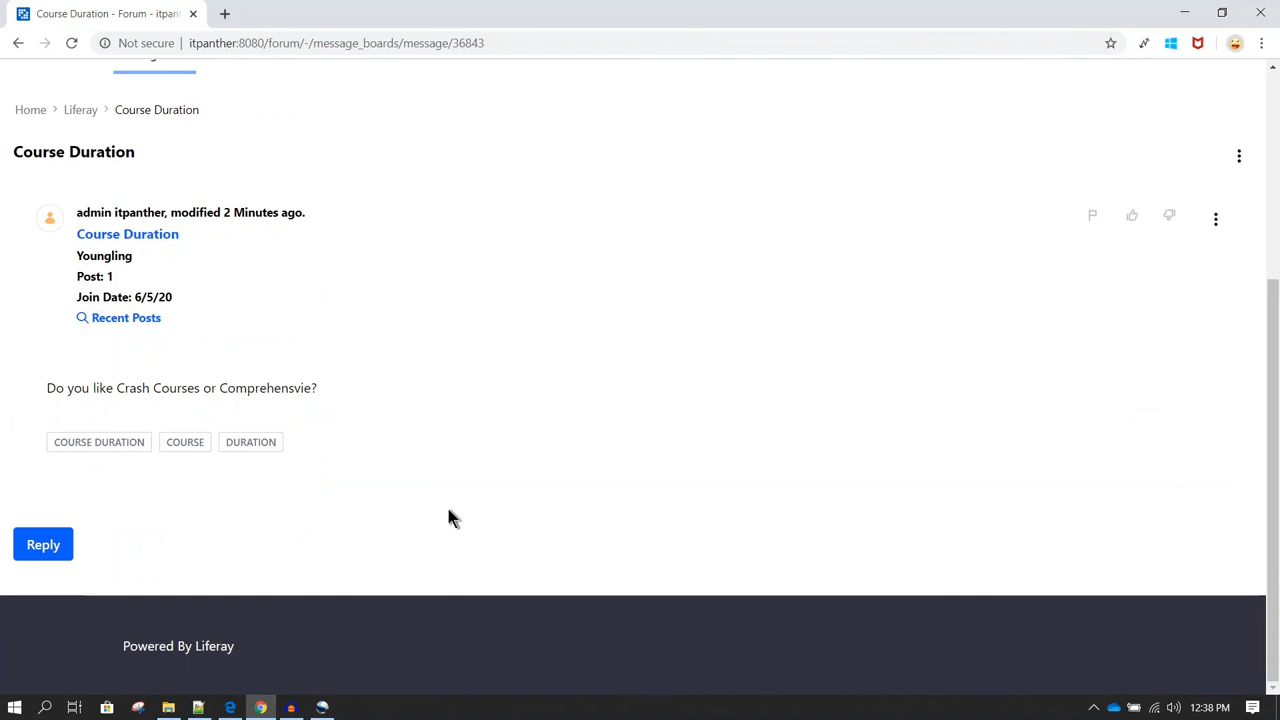 Course Duration - Forum - itpant
Not secure | itpanther:8080/forum/-/message_boards/message/36843
Home > Liferay > Course Duration
Course Duration
admin itpanther, modified 2 Minutes ago.
Course Duration
Youngling
Post: 1
Join Date: 6/5/20
Recent Posts
Do you like Crash Courses or Comprehensvie?
COURSE DURATION COURSE DURATION
Reply
Powered By Liferay
12:38 PM